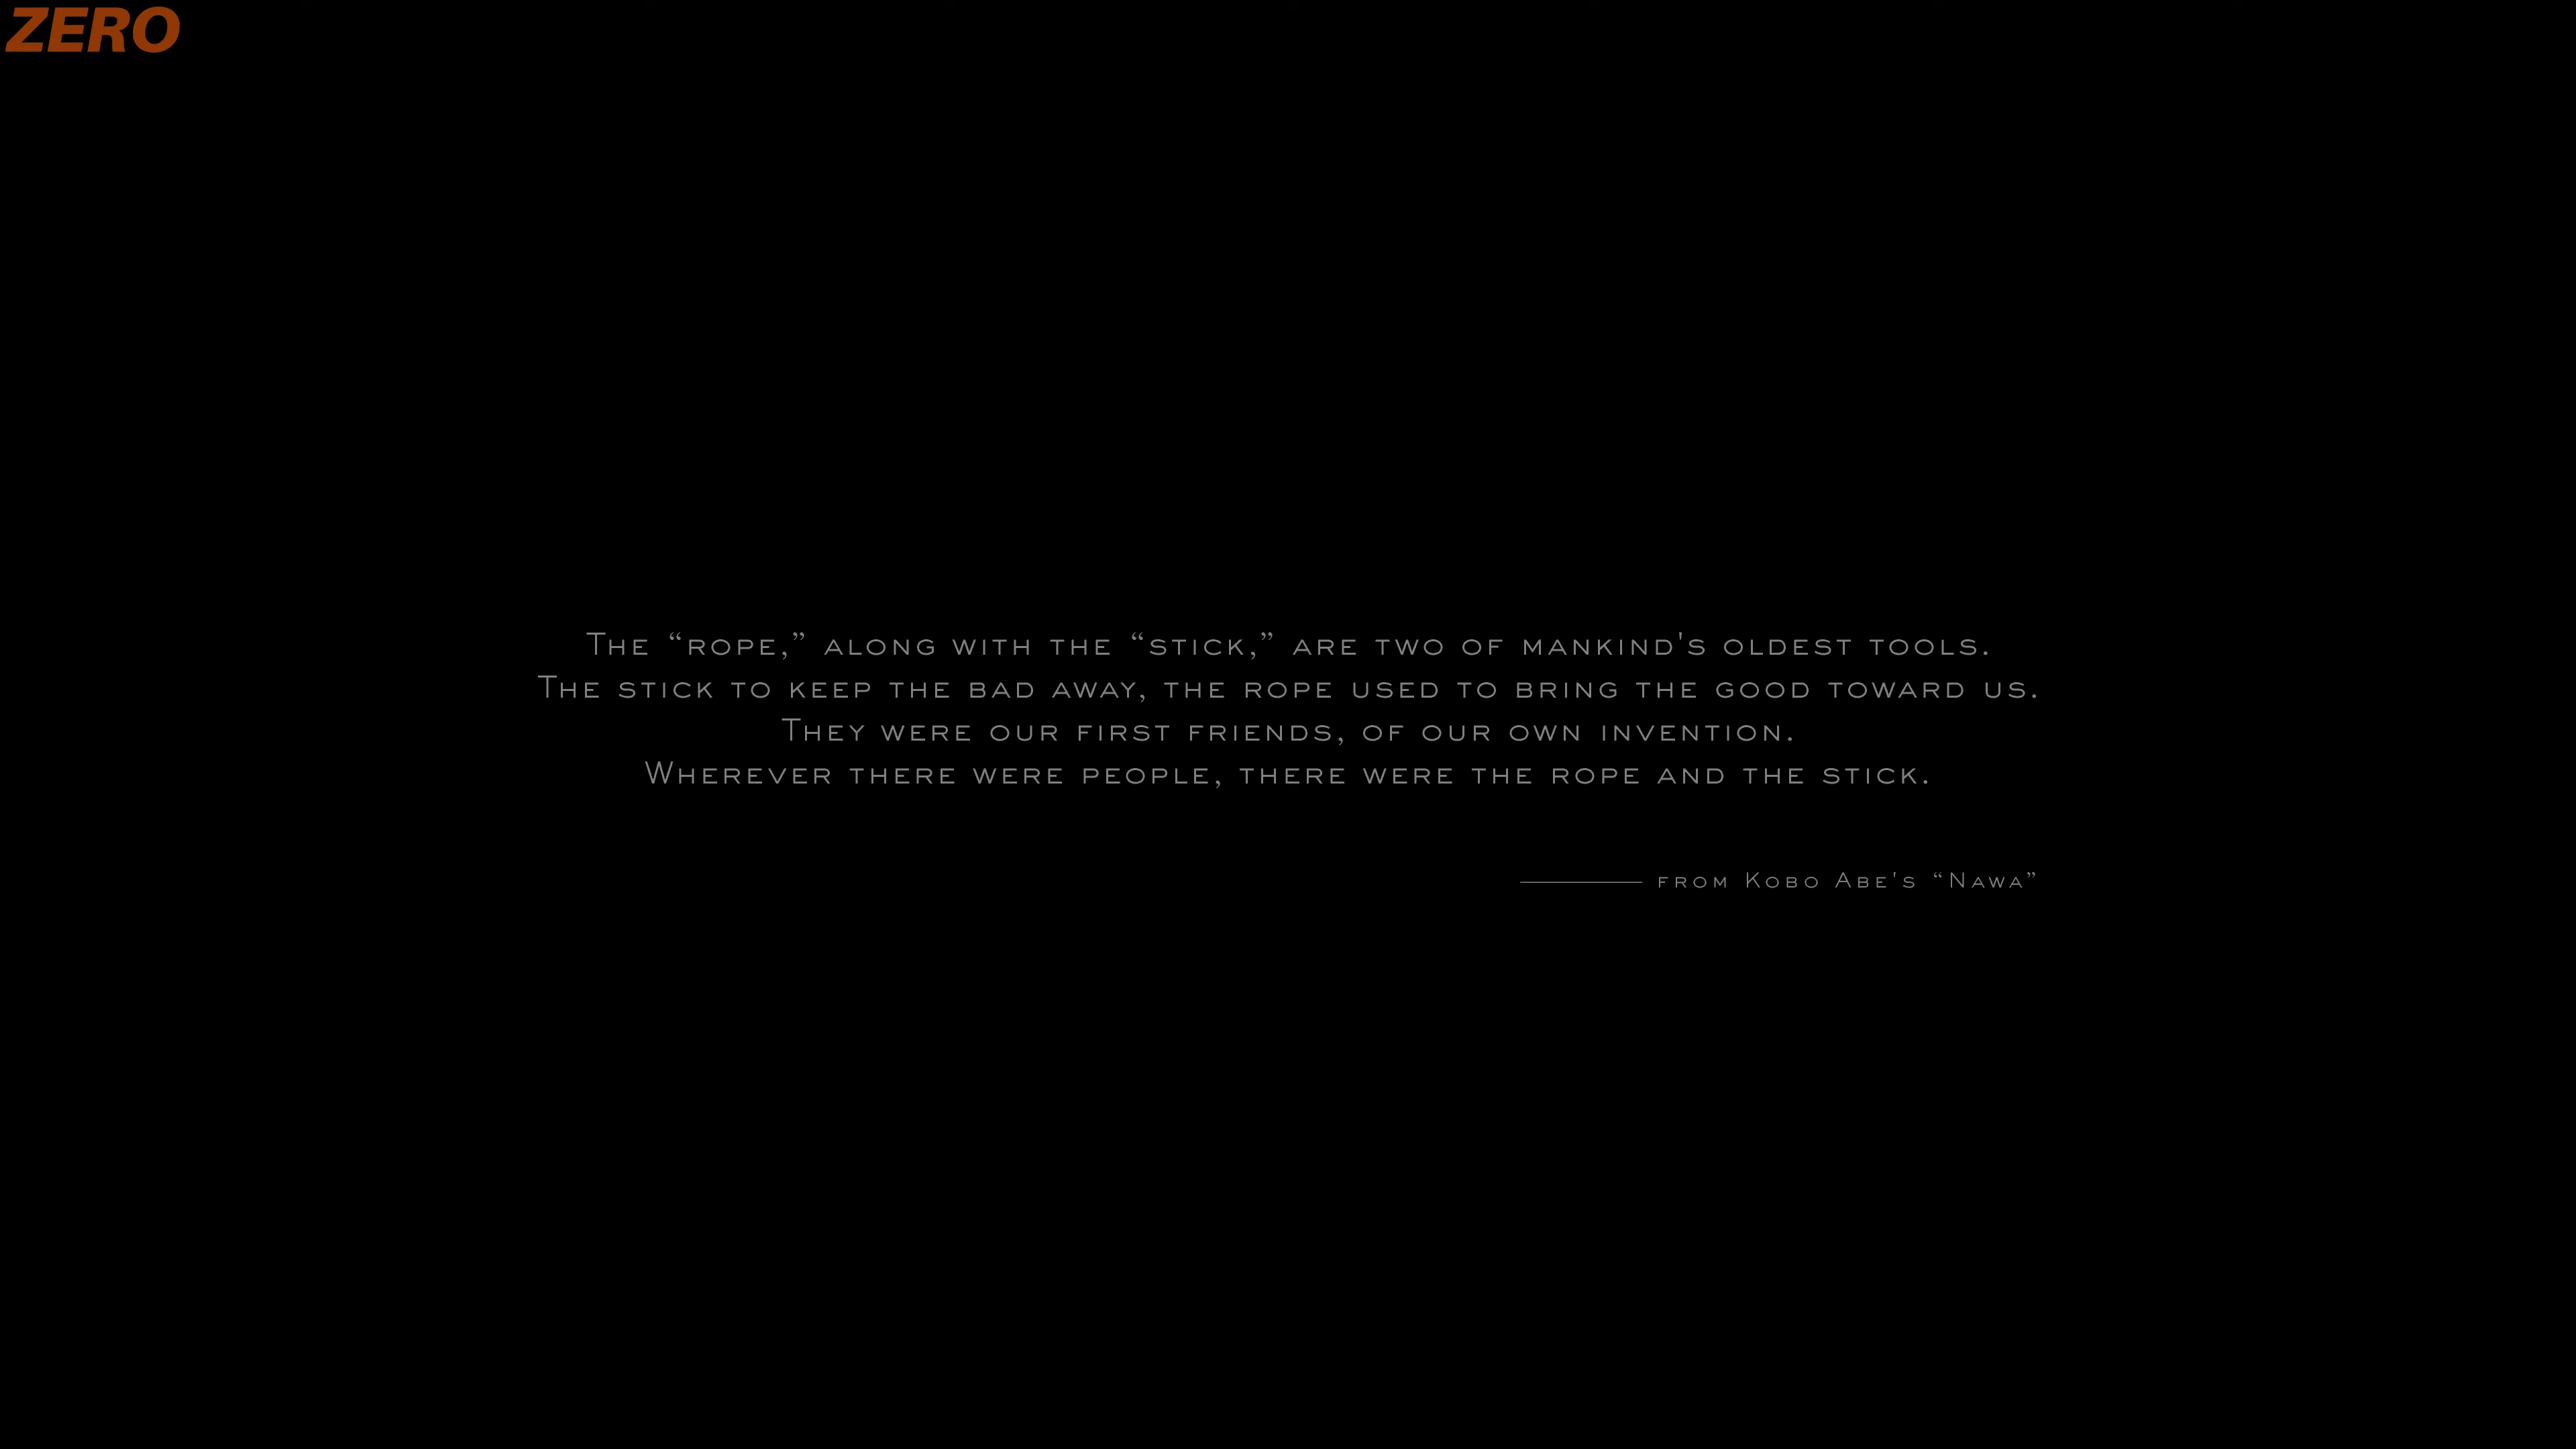 ZERO
The “rope,” along with the “stick,” are two of mankind's oldest tools.
The stick to keep the bad away, the rope used to bring the good toward us.
They were our first friends, of our own invention.
Wherever there were people, there were the rope and the stick.
from Kobo Abe's “Nawa”